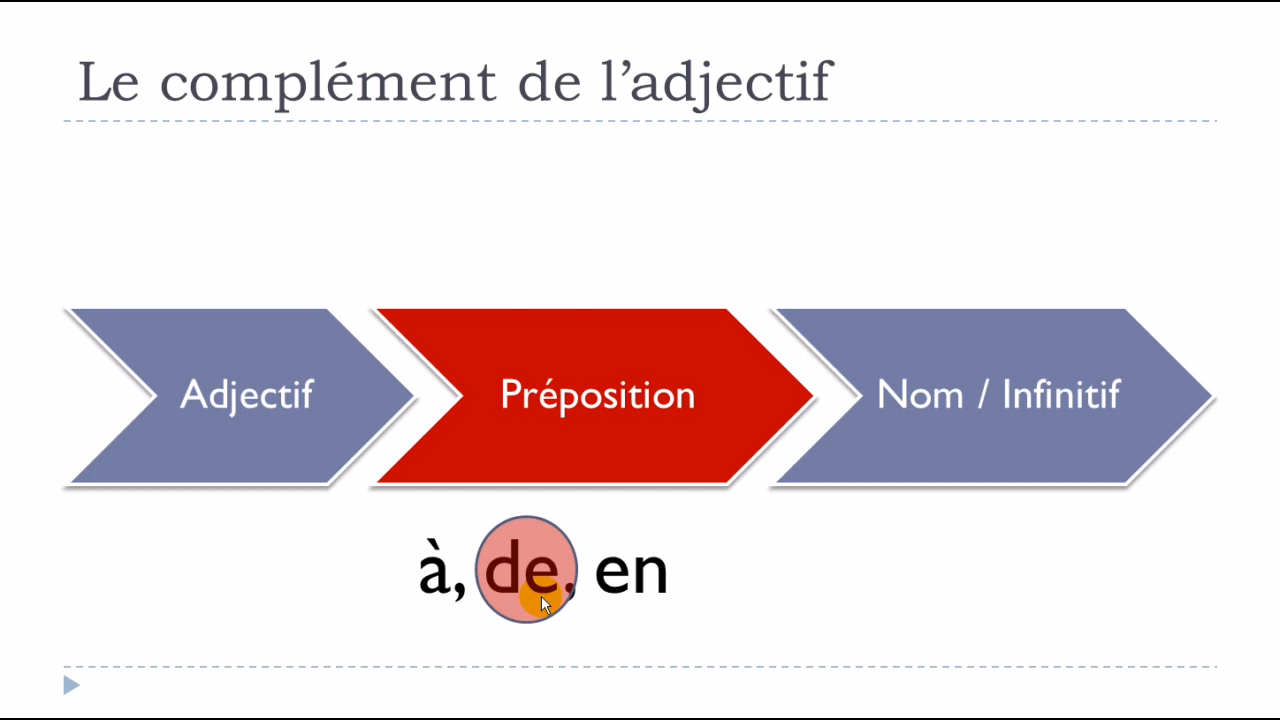 Le complément de l’adjectif
Adjectif
Préposition
Nom / Infinitif
à, de, en